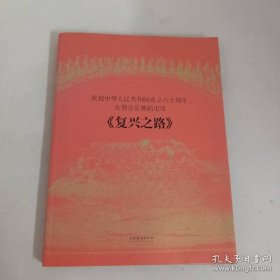 庆祝中华人民共和国成立六十周年
大型音乐舞蹈史诗
《复兴之路》
孔夫子旧书网